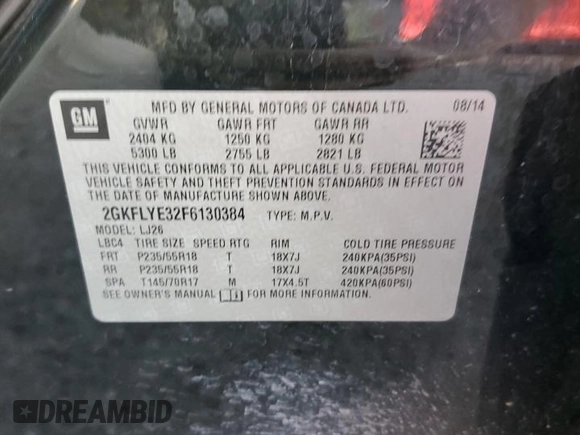 GM
MFD BY GENERAL MOTORS OF CANADA LTD. 08/14
GVWR GAWR FRT GAWR RR
2404 KG 1250 KG 1280 KG
5300 LB 2755 LB 2821 LB
THIS VEHICLE CONFORMS TO ALL APPLICABLE U.S. FEDERAL MOTOR
VEHICLE SAFETY AND THEFT PREVENTION STANDARDS IN EFFECT ON
THE DATE OF MANUFACTURE SHOWN ABOVE.
2GKFLYE32F6130384 TYPE: M.P.V.
MODEL: LJ26
LBC4 TIRE SIZE SPEED RTG RIM COLD TIRE PRESSURE
FRT P235/55R18 T 18X7J 240KPA(35PSI)
RR P235/55R18 T 18X7J 240KPA(35PSI)
SPA T145/70R17 M 17X4.5T 420KPA(60PSI)
SEE OWNER'S MANUAL FOR MORE INFORMATION.
DREAMBID